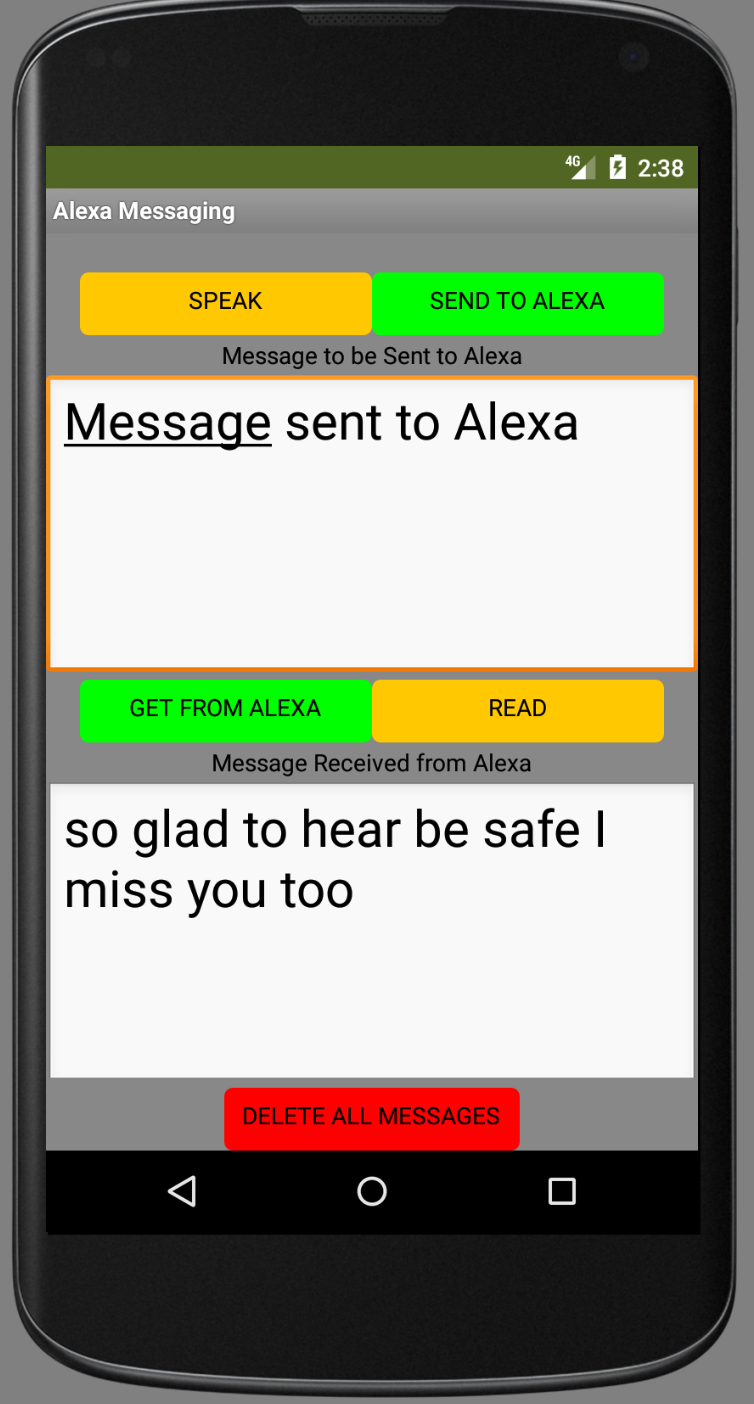 4G 2:38
Alexa Messaging
SPEAK SEND TO ALEXA
Message to be Sent to Alexa
Message sent to Alexa
GET FROM ALEXA READ
Message Received from Alexa
so glad to hear be safe I
miss you too
DELETE ALL MESSAGES